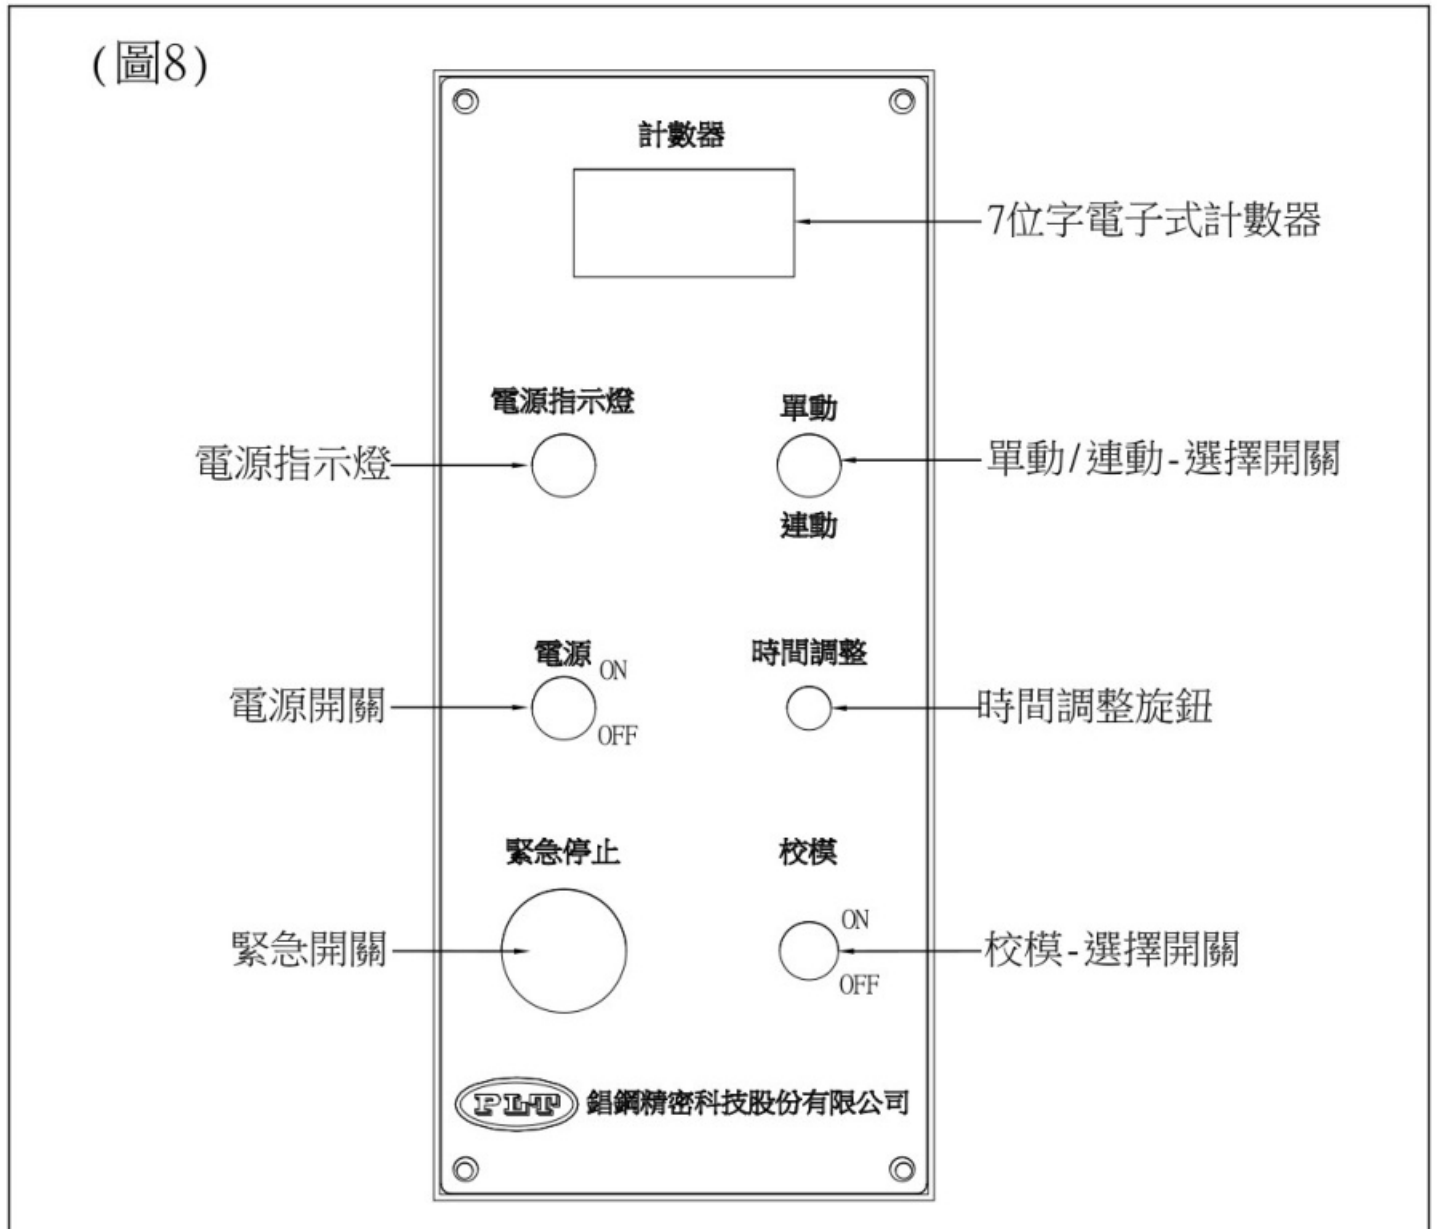 (圖8)
計數器
7位字電子式計數器
電源指示燈
單動
電源指示燈
單動/連動-選擇開關
連動
電源
ON
OFF
時間調整
電源開關
時間調整旋鈕
緊急停止
校模
ON
OFF
緊急開關
校模-選擇開關
PLT 錩鋼精密科技股份有限公司